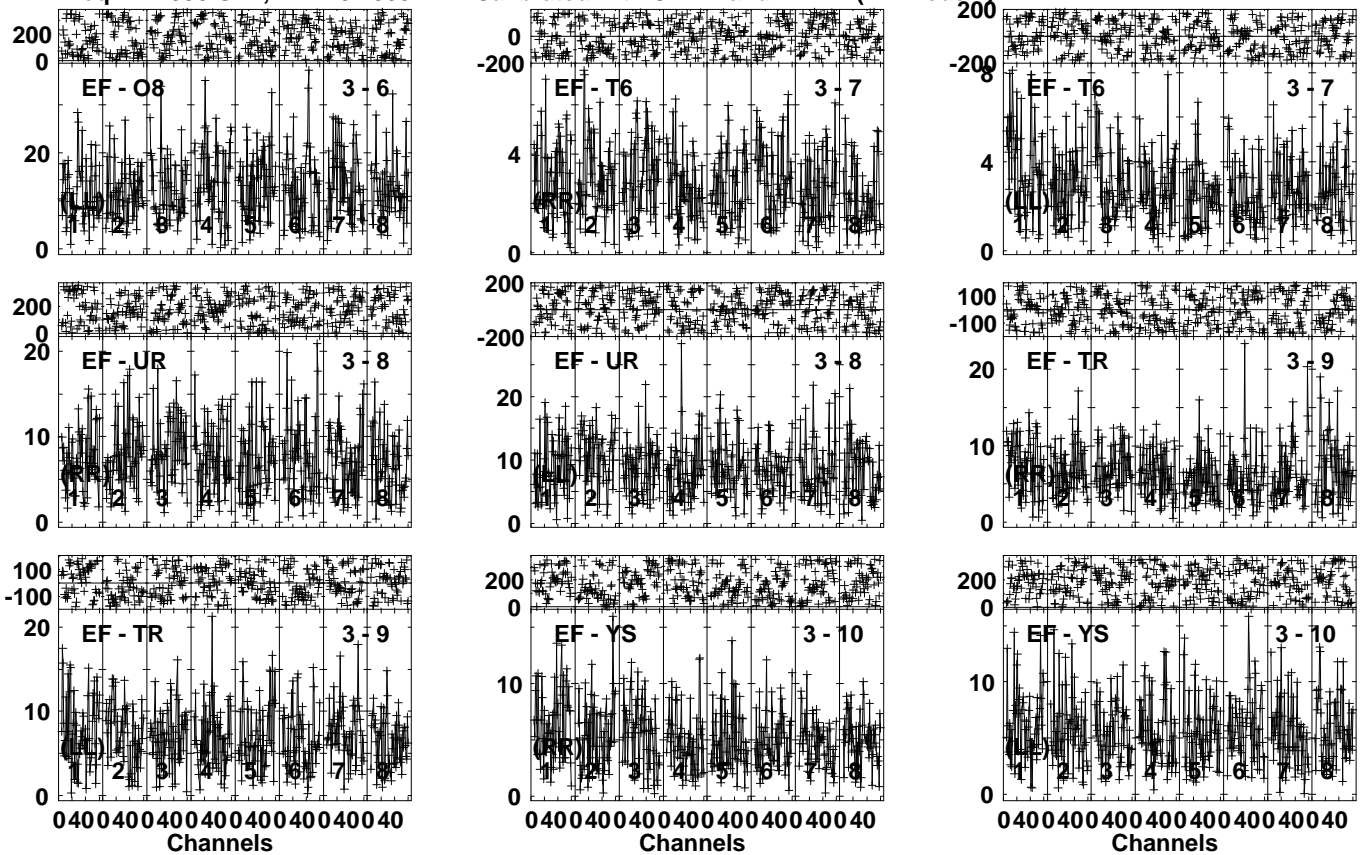 200 0 200
0 -200 200 0 -200
EF - O8 3 - 6 EF - T6 3 - 7 EF - T6 3 - 7
20 0 4 0 8 4 0
(LL) (RR) (LL)
1 2 3 4 5 6 7 8 1 2 3 4 5 6 7 8 1 2 3 4 5 6 7 8
200 0 200 -200 100 -100
EF - UR 3 - 8 EF - UR 3 - 8 EF - TR 3 - 9
20 10 0 20 10 0 20 10 0
(RR) (LL) (RR)
1 2 3 4 5 6 7 8 1 2 3 4 5 6 7 8 1 2 3 4 5 6 7 8
100 -100 200 0 200 0
EF - TR 3 - 9 EF - YS 3 - 10 EF - YS 3 - 10
20 10 0 10 0 10 0
(LL) (RR) (LL)
1 2 3 4 5 6 7 8 1 2 3 4 5 6 7 8 1 2 3 4 5 6 7 8
0 40 0 40 0 40 0 40 0 40 0 40 0 40 0 40 0 40 0 40 0 40 0 40 0 40 0 40 0 40 0 40 0 40 0 40 0 40 0 40 0 40 0 40 0 40 0 40
Channels Channels Channels